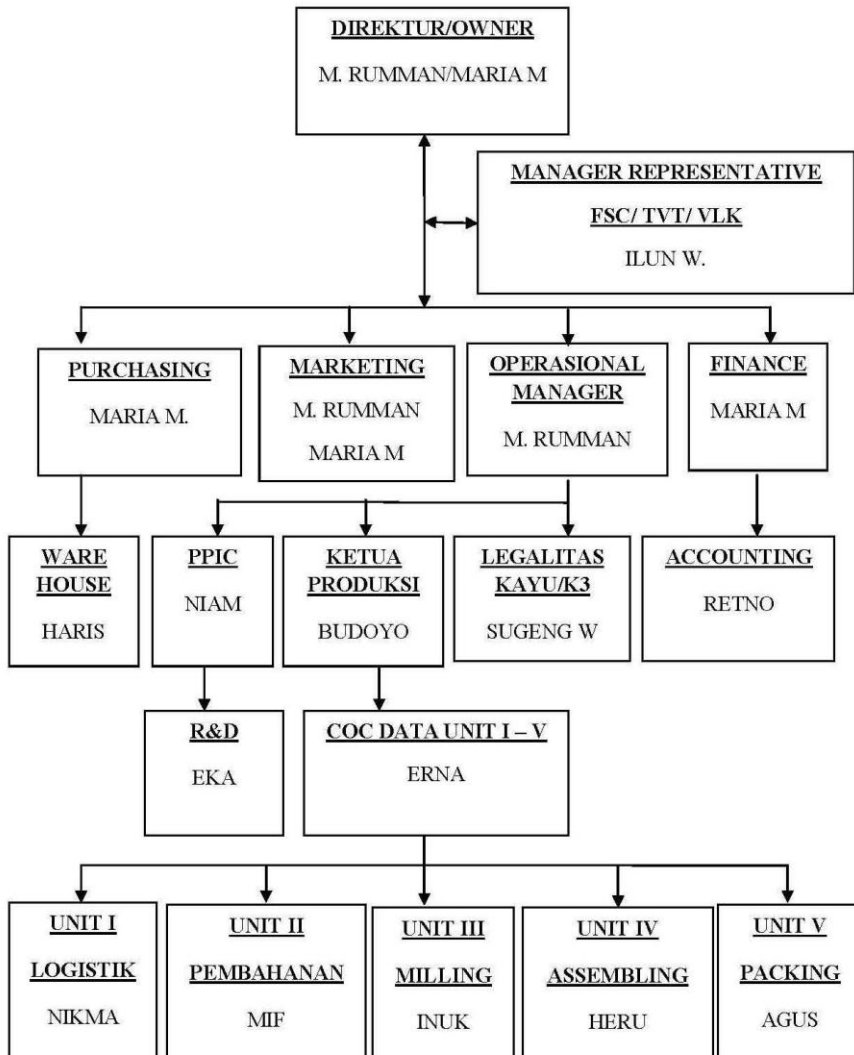 DIREKTUR/OWNER
M. RUMMAN/MARIA M
MANAGER REPRESENTATIVE
FSC/ TVT/ VLK
ILUN W.
PURCHASING
MARIA M.
MARKETING
M. RUMMAN
MARIA M
OPERASIONAL
MANAGER
M. RUMMAN
FINANCE
MARIA M
WARE
HOUSE
HARIS
PPIC
NIAM
KETUA
PRODUKSI
BUDOYO
LEGALITAS
KAYU/K3
SUGENG W
ACCOUNTING
RETNO
R&D
EKA
COC DATA UNIT I – V
ERNA
UNIT I
LOGISTIK
NIKMA
UNIT II
PEMBAHANAN
MIF
UNIT III
MILLING
INUK
UNIT IV
ASSEMBLING
HERU
UNIT V
PACKING
AGUS